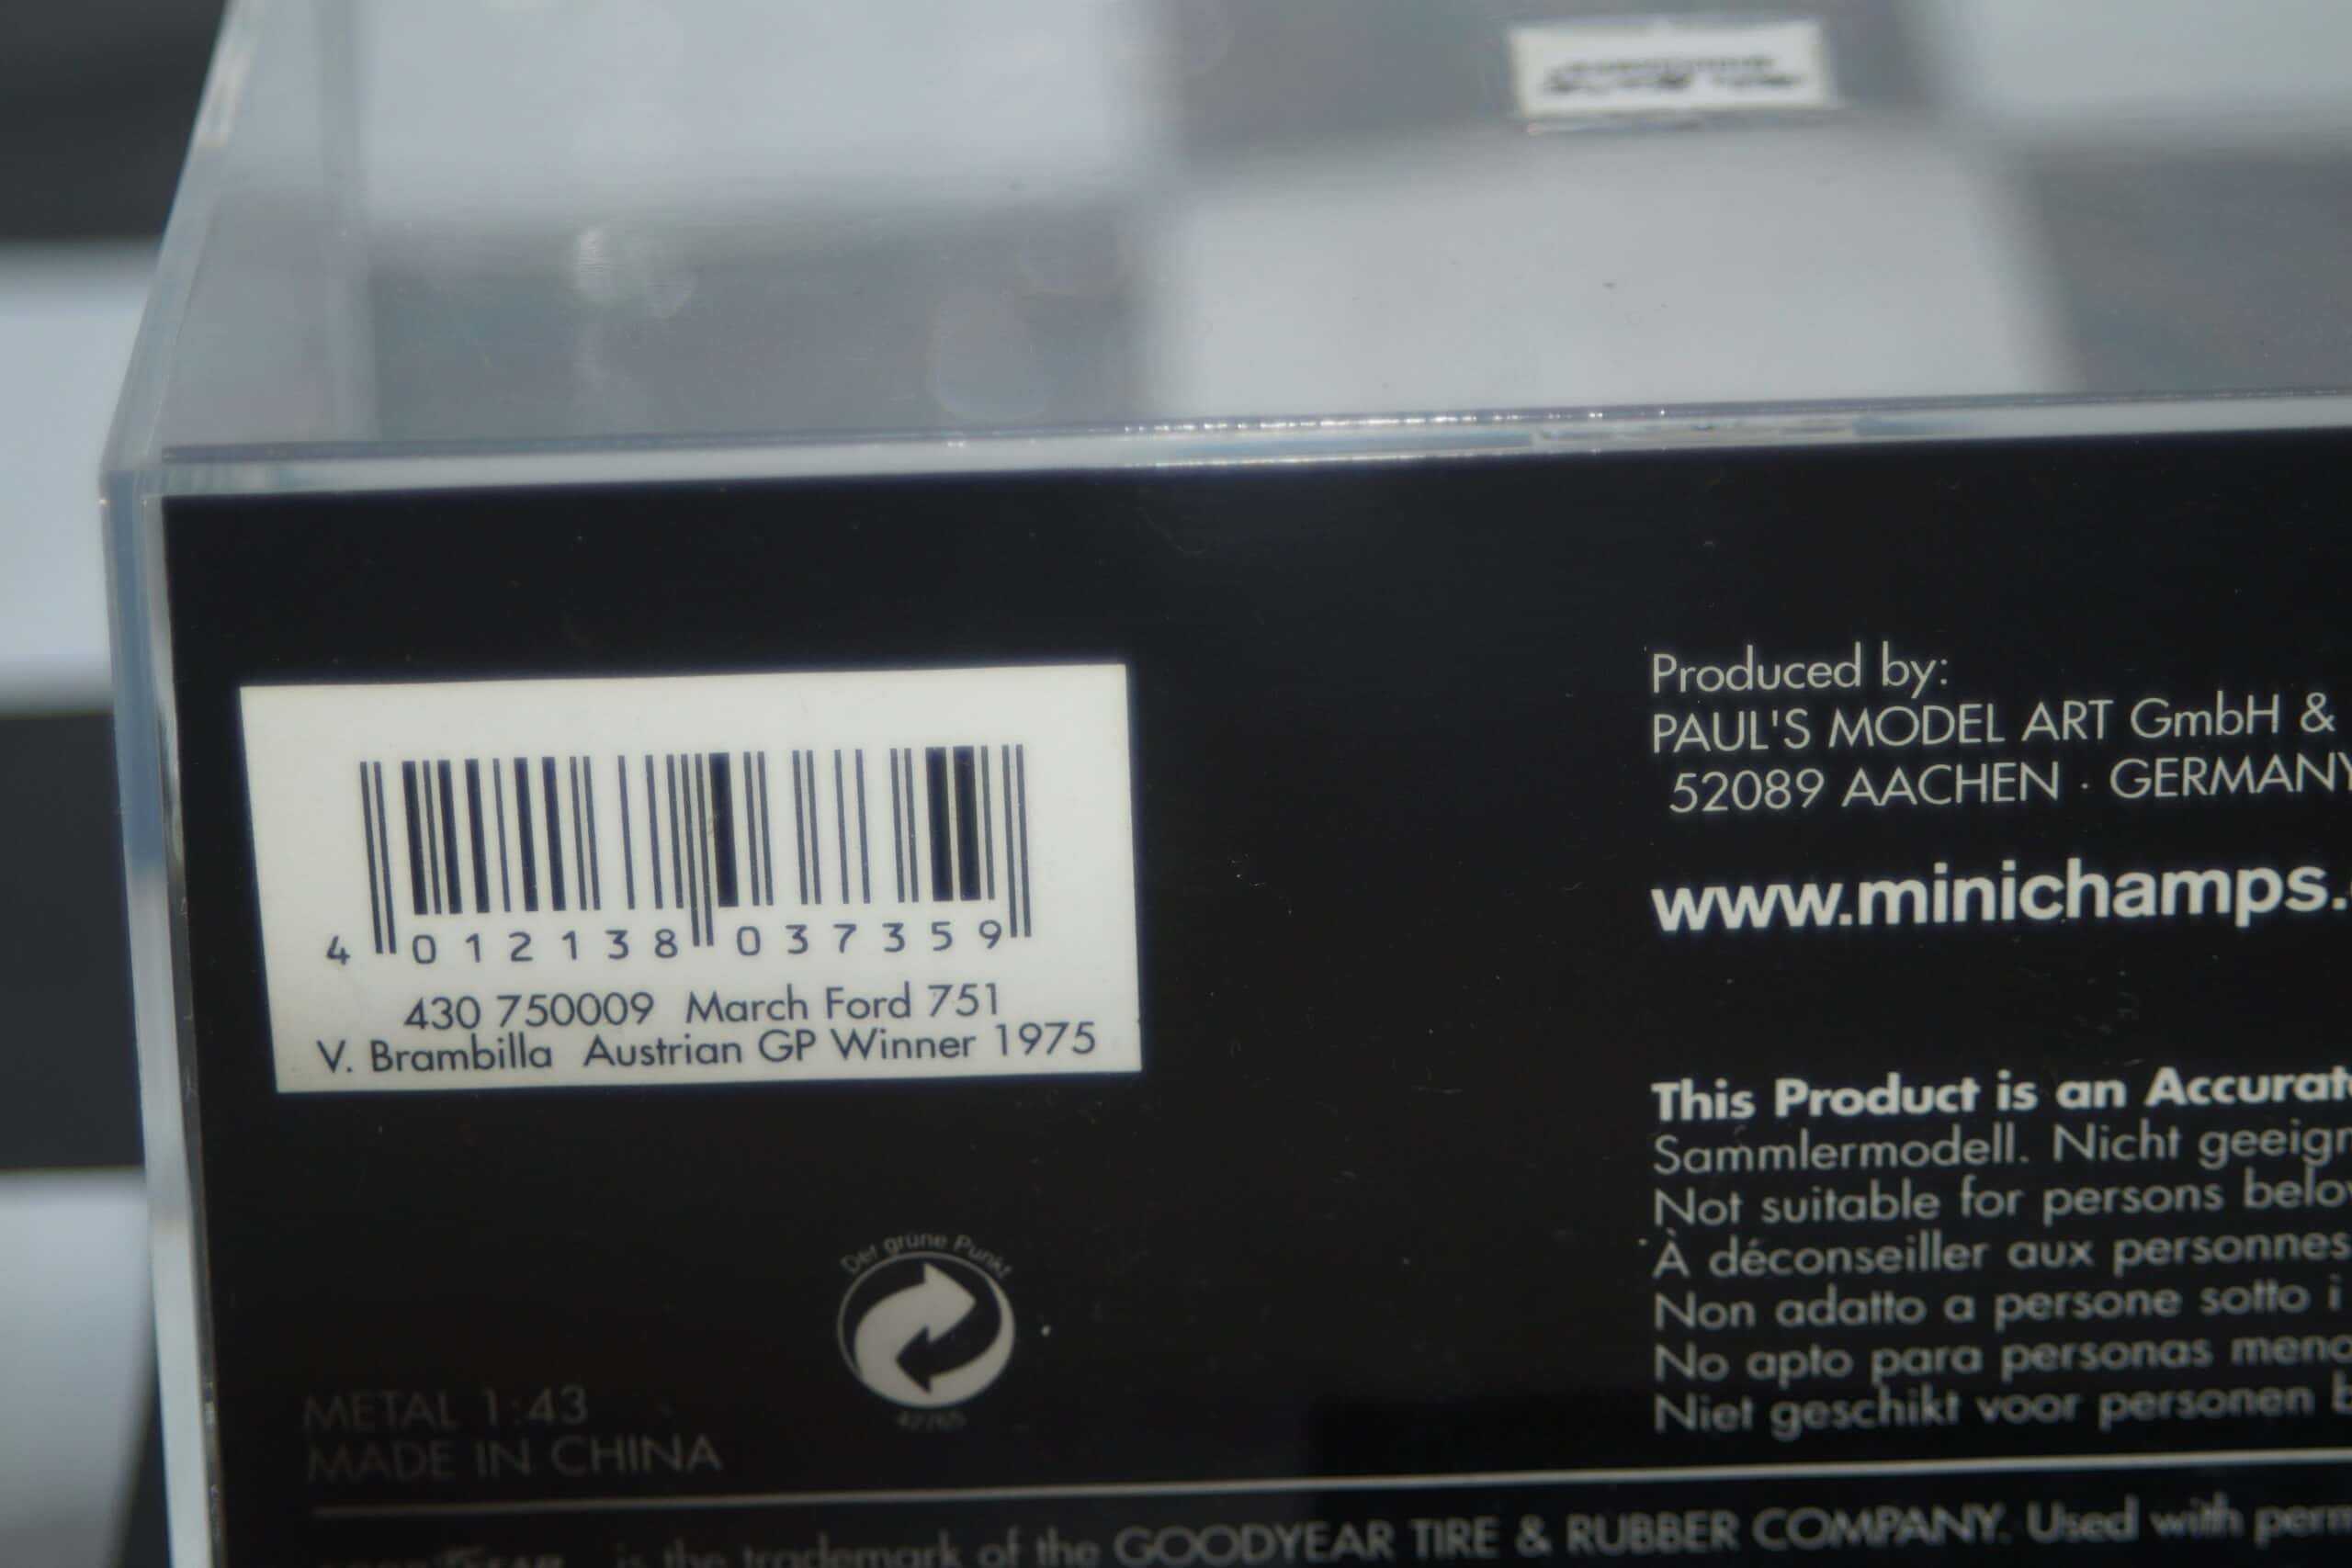 4 012138 037359
430 750009 March Ford 751
V. Brambilla Austrian GP Winner 1975
Der grüne Punkt
METAL 1:43
MADE IN CHINA
Produced by:
PAUL'S MODEL ART GmbH &
52089 AACHEN · GERMANY
www.minichamps.
This Product is an Accurat
Sammlermodell. Nicht geeign
Not suitable for persons below
À déconseiller aux personnes
Non adatto a persone sotto i
No apto para personas meno
Niet geschikt voor personen b
is the trademark of the GOODYEAR TIRE & RUBBER COMPANY. Used with perm